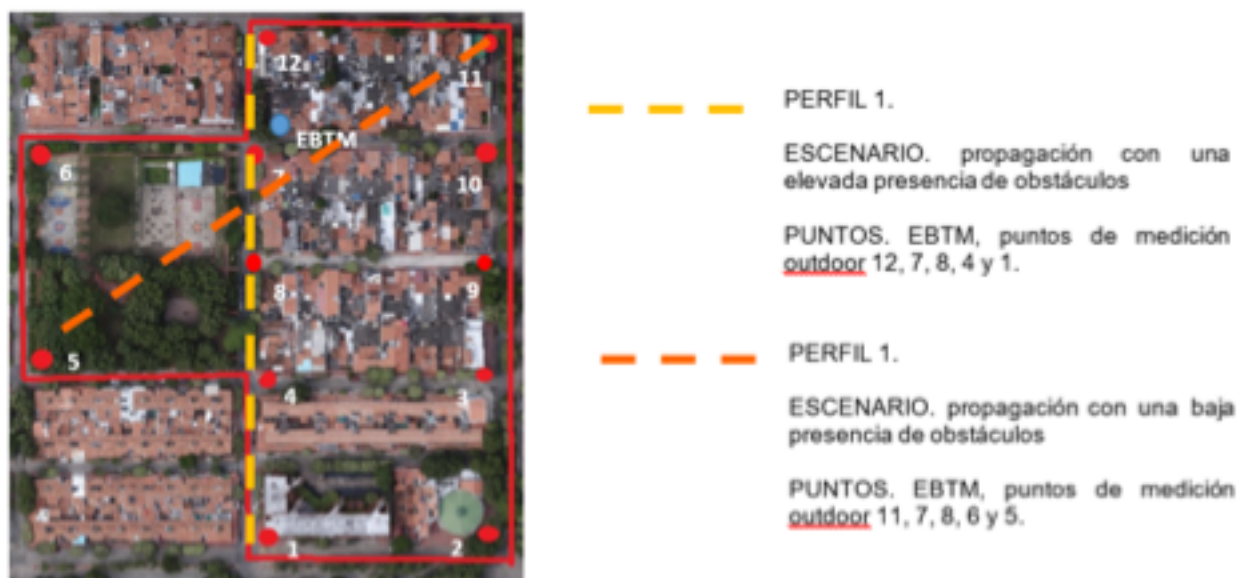 12
11
EBTM
6
7
10
8
9
5
4
3
1
2
PERFIL 1.
ESCENARIO. propagación con una
elevada presencia de obstáculos
PUNTOS. EBTM, puntos de medición
outdoor 12, 7, 8, 4 y 1.
PERFIL 1.
ESCENARIO. propagación con una baja
presencia de obstáculos
PUNTOS. EBTM, puntos de medición
outdoor 11, 7, 8, 6 y 5.